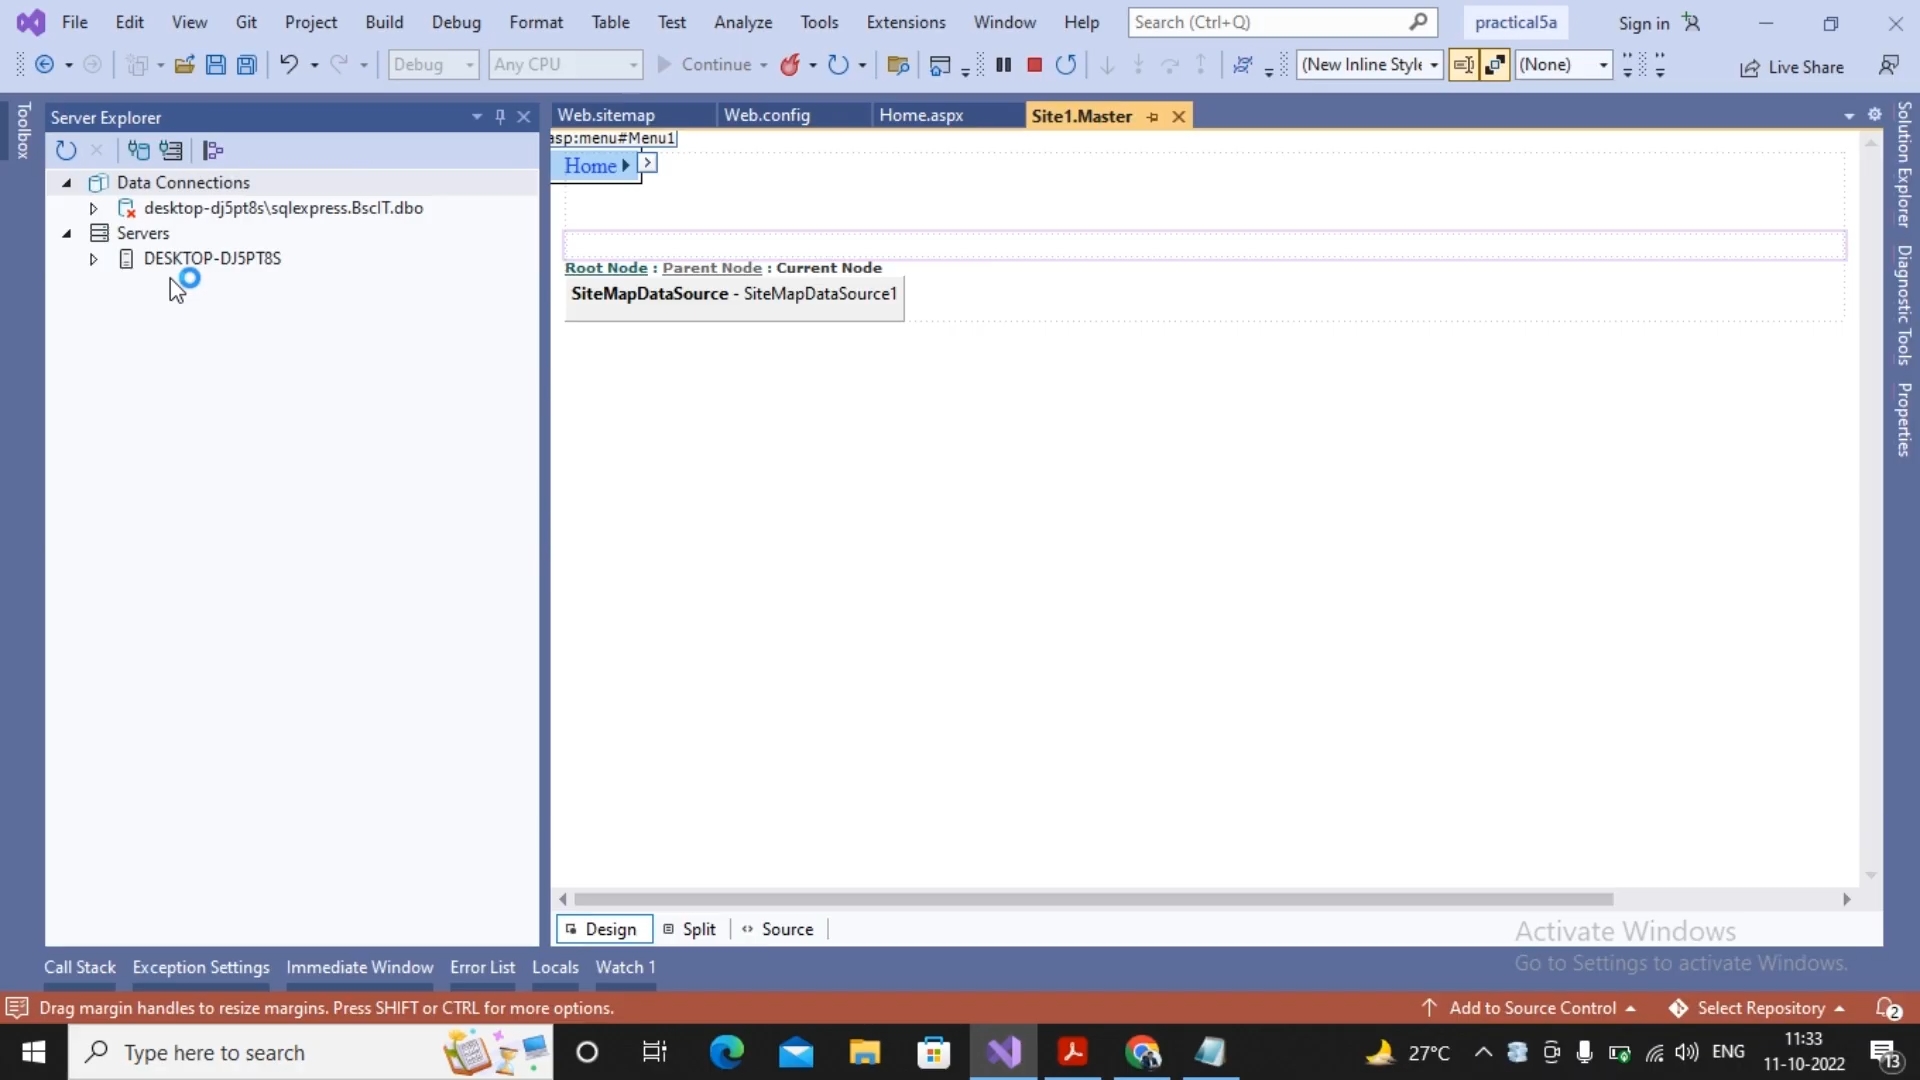 File Edit View Git Project Build Debug Format Table Test Analyze Tools Extensions Window Help Search (Ctrl+Q) practical5a Sign in
Debug Any CPU Continue (New Inline Style (None) Live Share
Toolbox
Server Explorer
Data Connections
desktop-dj5pt8s\sqlexpress.BscIT.dbo
Servers
DESKTOP-DJ5PT8S
Web.sitemap Web.config Home.aspx Site1.Master
asp:menu#Menu1
Home
Root Node : Parent Node : Current Node
SiteMapDataSource - SiteMapDataSource1
Solution Explorer
Diagnostic Tools
Properties
Design Split Source
Activate Windows
Go to Settings to activate Windows.
Call Stack Exception Settings Immediate Window Error List Locals Watch 1
Drag margin handles to resize margins. Press SHIFT or CTRL for more options. Add to Source Control Select Repository 2
Type here to search 27°C ENG 11:33
11-10-2022 13